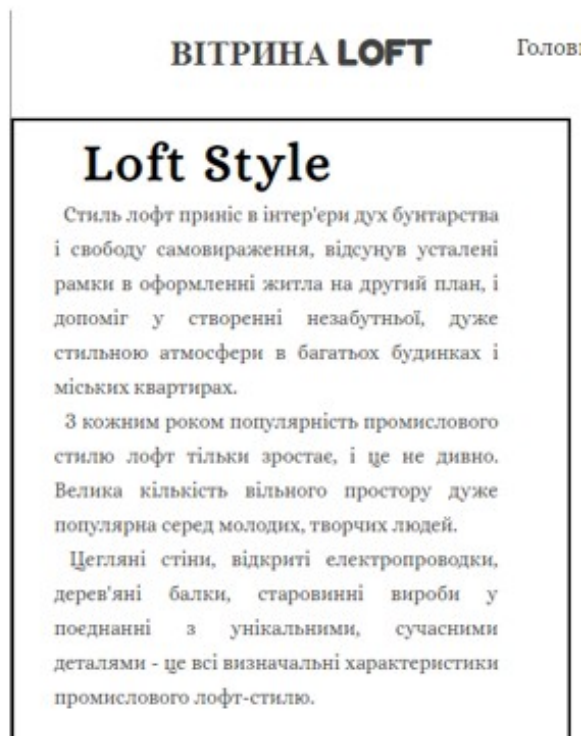 ВІТРИНА LOFT
Loft Style
Стиль лофт приніс в інтер'єри дух бунтарства
і свободу самовираження, відсунув усталені
рамки в оформленні житла на другий план, і
допоміг у створенні незабутньої, дуже
стильною атмосфери в багатьох будинках і
міських квартирах.
З кожним роком популярність промислового
стилю лофт тільки зростає, і це не дивно.
Велика кількість вільного простору дуже
популярна серед молодих, творчих людей.
Цегляні стіни, відкриті електропроводки,
дерев'яні балки, старовинні вироби у
поєднанні з унікальними, сучасними
деталями - це всі визначальні характеристики
промислового лофт-стилю.